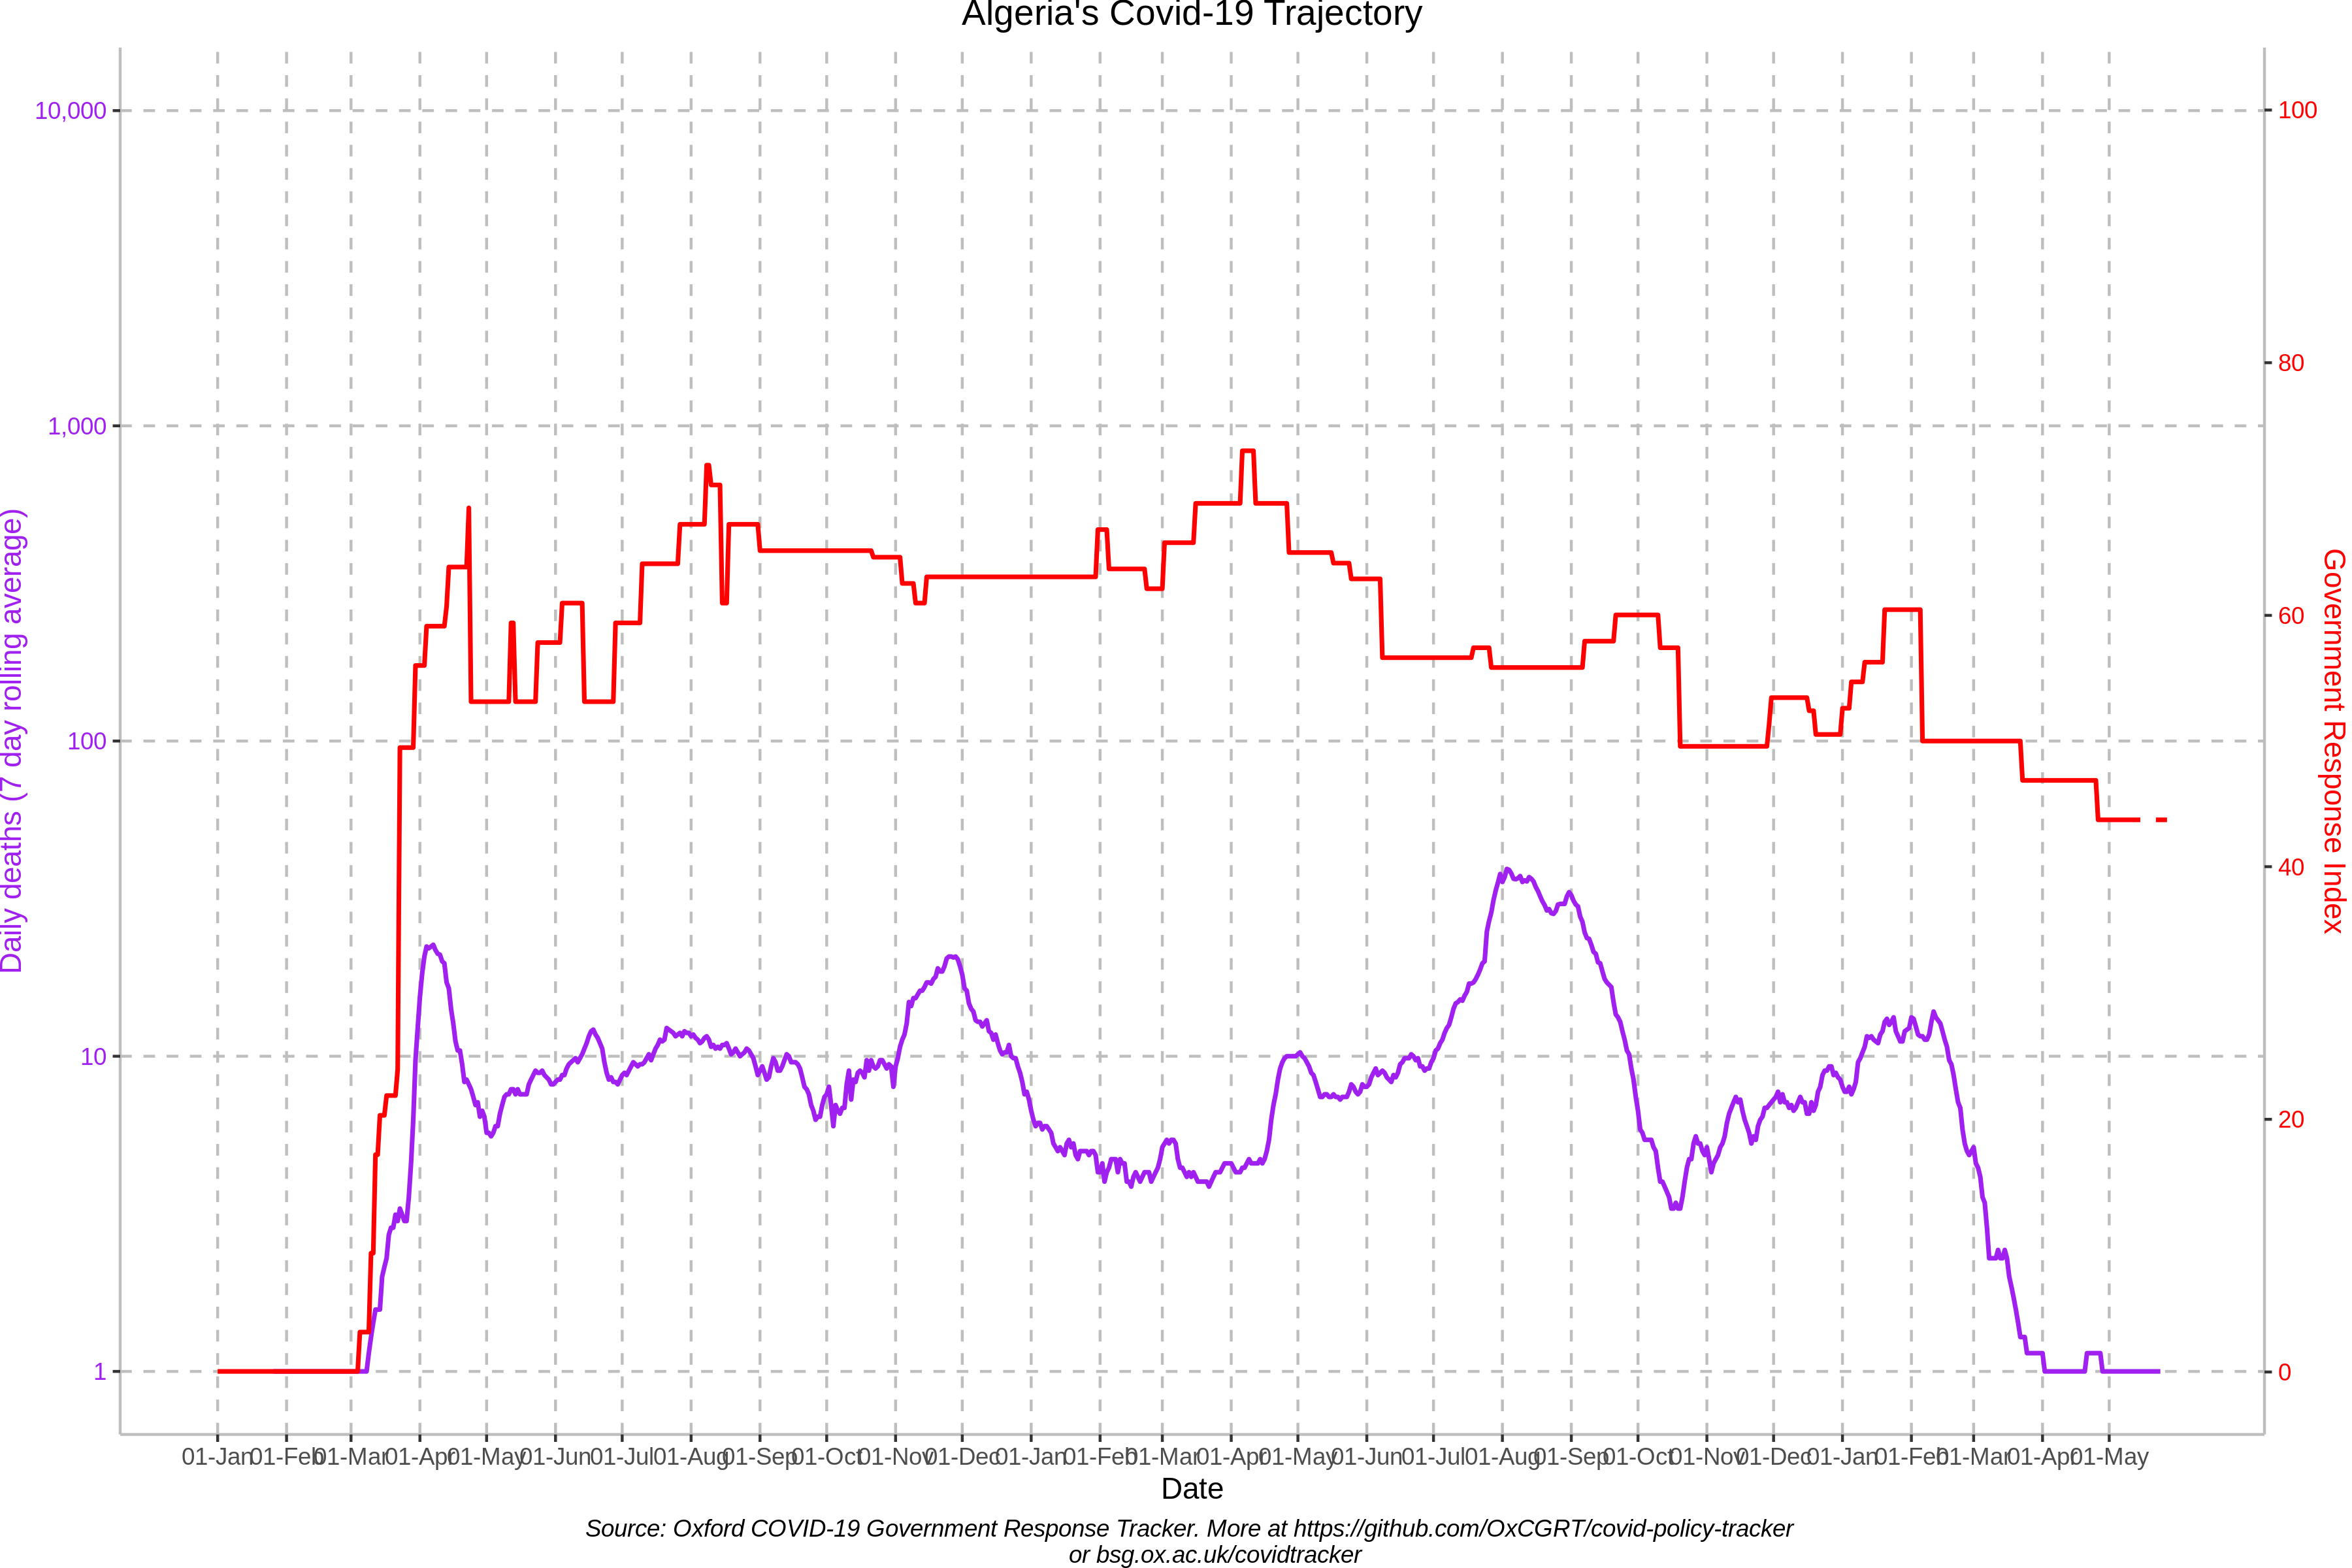 Algeria's Covid-19 Trajectory
10,000
1,000
100
10
1
Daily deaths (7 day rolling average)
100
80
60
40
20
0
Government Response Index
01-Jan 01-Feb 01-Mar 01-Apr 01-May 01-Jun 01-Jul 01-Aug 01-Sep 01-Oct 01-Nov 01-Dec 01-Jan 01-Feb 01-Mar 01-Apr 01-May 01-Jun 01-Jul 01-Aug 01-Sep 01-Oct 01-Nov 01-Dec 01-Jan 01-Feb 01-Mar 01-Apr 01-May
Date
Source: Oxford COVID-19 Government Response Tracker. More at https://github.com/OxCGRT/covid-policy-tracker
or bsg.ox.ac.uk/covidtracker